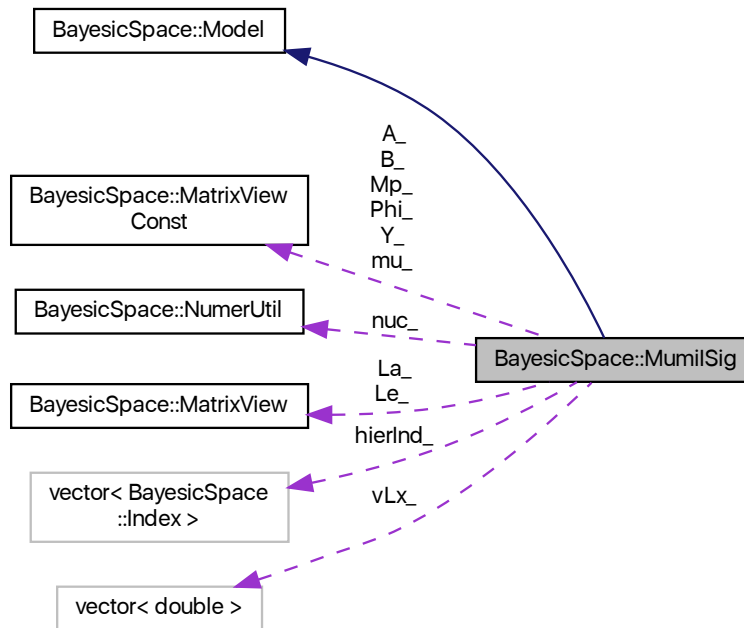 BayesicSpace::Model
A_
B_
Mp_
Phi_
Y_
mu_
BayesicSpace::MatrixView
Const
BayesicSpace::NumerUtil
nuc_
BayesicSpace::MumiISig
La_
Le_
BayesicSpace::MatrixView
hierInd_
vector< BayesicSpace
::Index >
vLx_
vector< double >